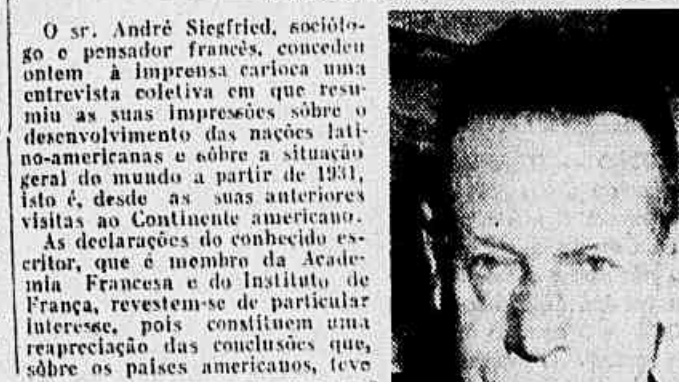 O sr. André Siegfried, sociólo-
go e pensador francês, concedeu
ontem à imprensa carioca uma
entrevista coletiva em que resu-
miu as suas impressões sôbre o
desenvolvimento das nações lati-
no-americanas e sôbre a situação
geral do mundo a partir de 1931,
isto é, desde as suas anteriores
visitas ao Continente americano.
As declarações do conhecido es-
critor, que é membro da Acade-
mia Francesa e do Instituto de
França, revestem-se de particular
interesse, pois constituem uma
reapreciação das conclusões que,
sôbre os países americanos, teve